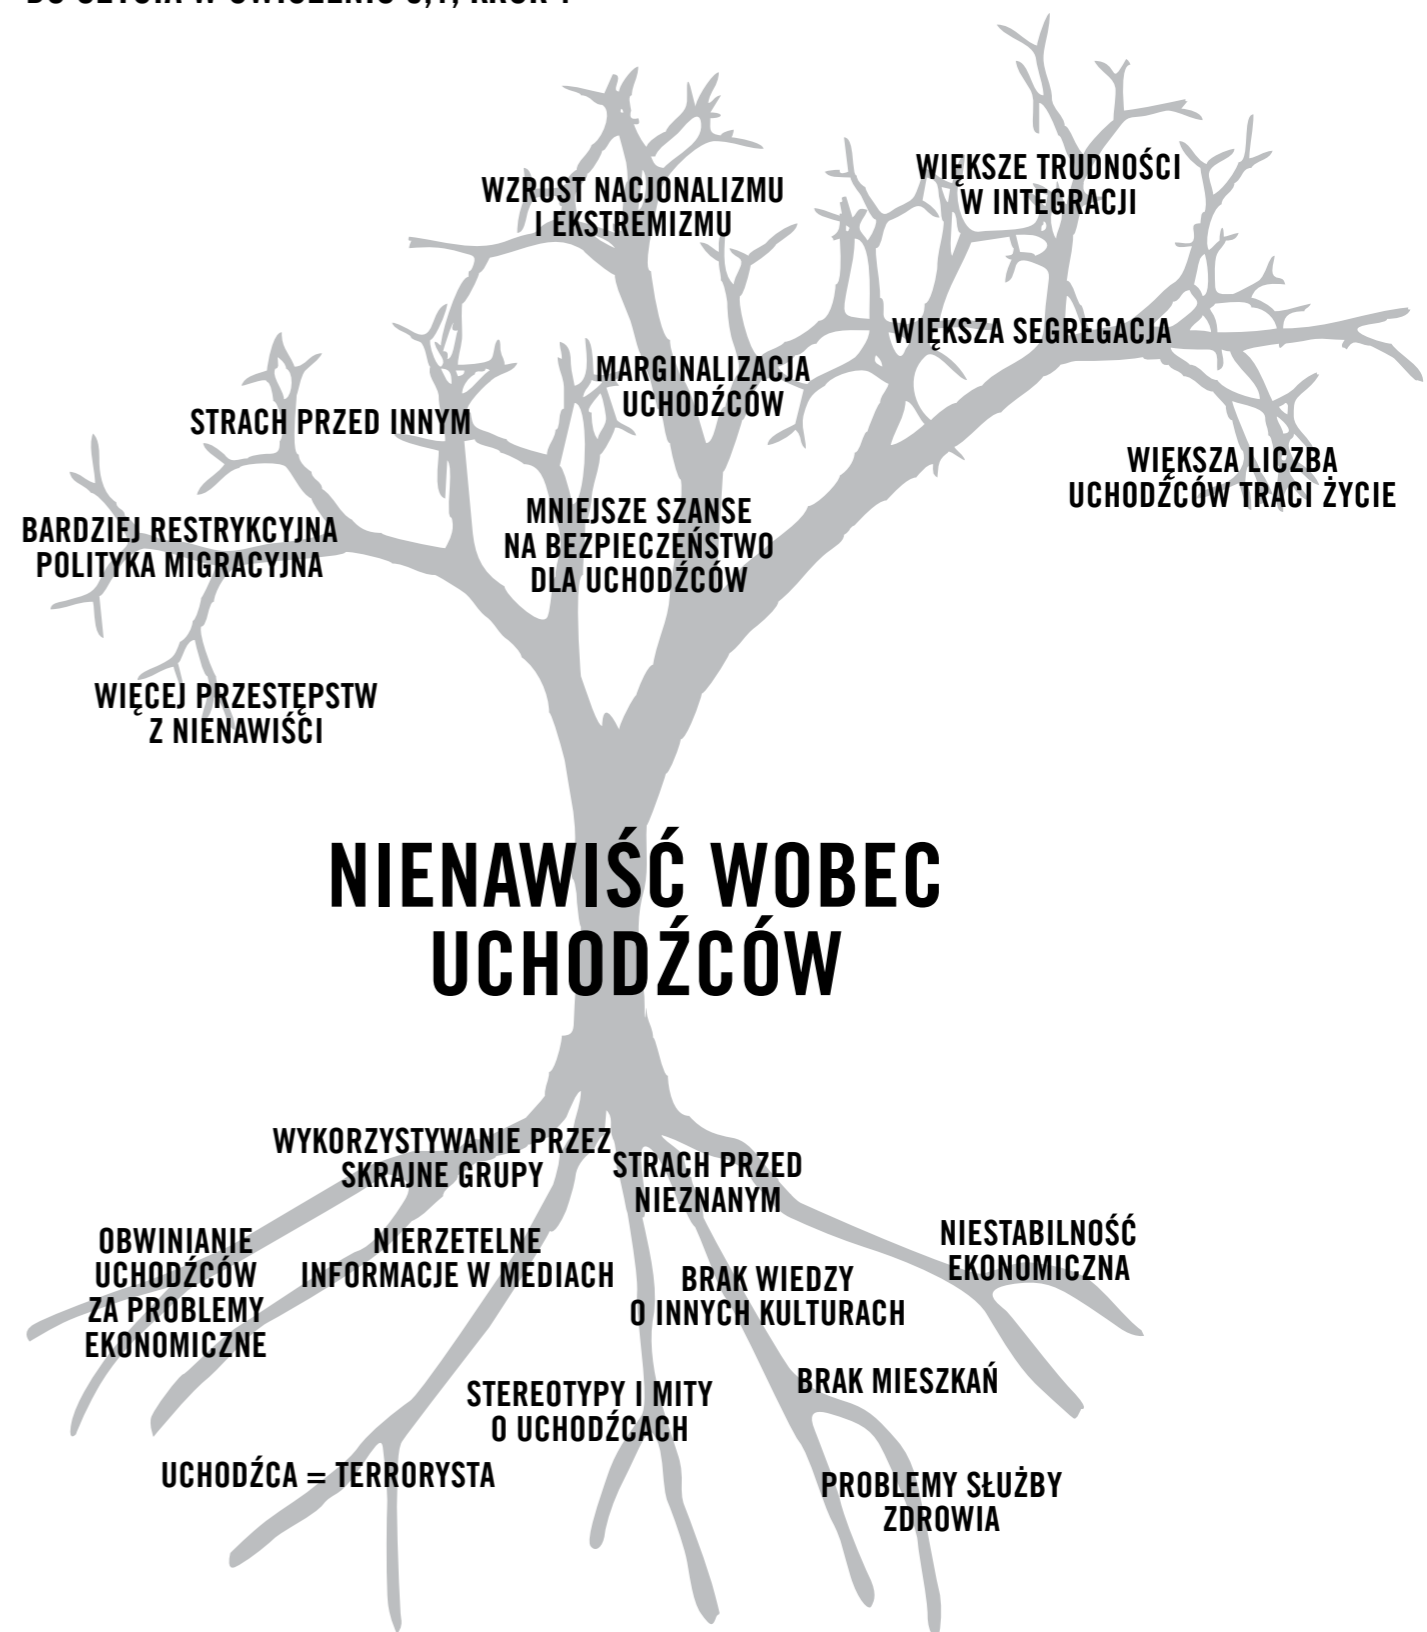 WIĘKSZE TRUDNOŚCI
W INTEGRACJI
WZROST NACJONALIZMU
I EKSTREMIZMU
WIĘKSZA SEGREGACJA
MARGINALIZACJA
UCHODŹCÓW
STRACH PRZED INNYM
WIĘKSZA LICZBA
UCHODŹCÓW TRACI ŻYCIE
MNIEJSZE SZANSE
NA BEZPIECZEŃSTWO
DLA UCHODŹCÓW
BARDZIEJ RESTRYKCYJNA
POLITYKA MIGRACYJNA
WIĘCEJ PRZESTĘPSTW
Z NIENAWIŚCI
NIENAWIŚĆ WOBEC
UCHODŹCÓW
WYKORZYSTYWANIE PRZEZ
SKRAJNE GRUPY
STRACH PRZED
NIEZNANYM
OBWINIANIE
UCHODŹCÓW
ZA PROBLEMY
EKONOMICZNE
NIERZETELNE
INFORMACJE W MEDIACH
BRAK WIEDZY
O INNYCH KULTURACH
NIESTABILNOŚĆ
EKONOMICZNA
STEREOTYPY I MITY
O UCHODŹCACH
BRAK MIESZKAŃ
UCHODŹCA = TERRORYSTA
PROBLEMY SŁUŻBY
ZDROWIA